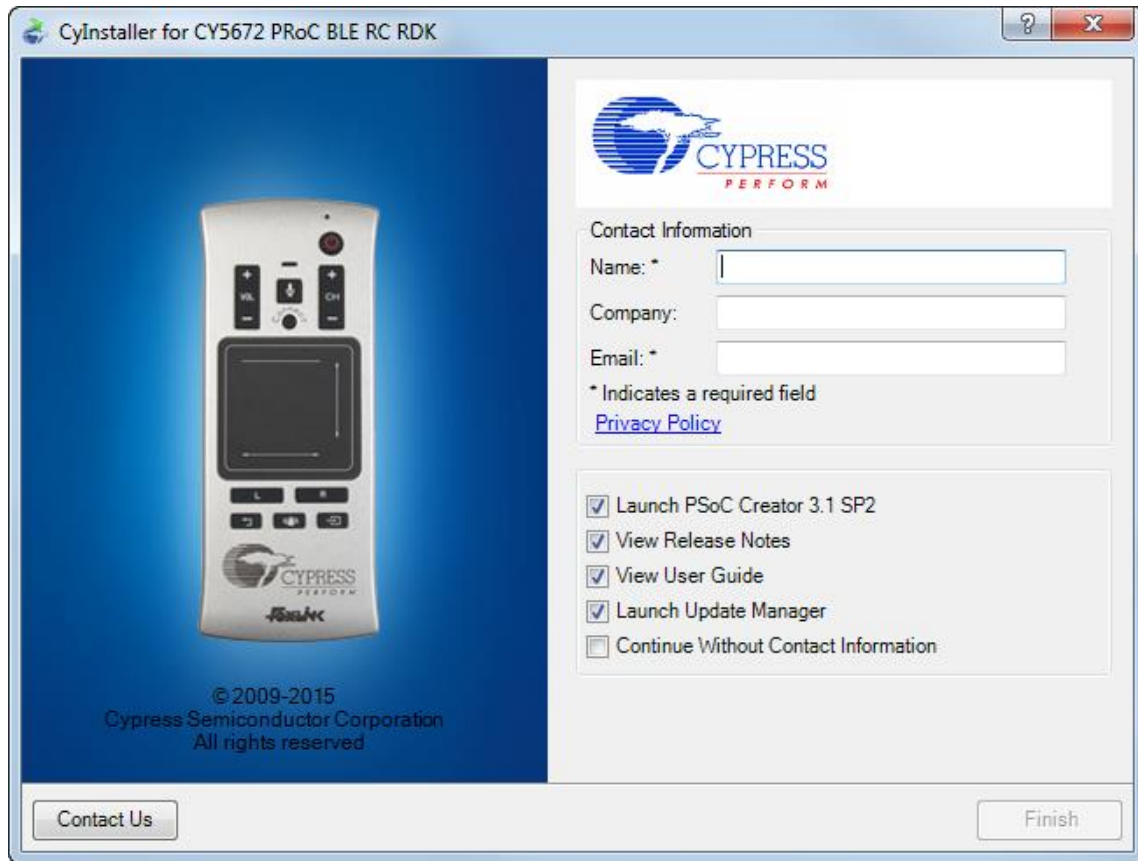 CyInstaller for CY5672 PRoC BLE RC RDK
?
X
+
+
VOL
CH
-
-
Connect
L
R
CYPRESS
PERFORM
FOXLINK
©2009-2015
Cypress Semiconductor Corporation
All rights reserved
CYPRESS
PERFORM
Contact Information
Name: *
Company:
Email: *
* Indicates a required field
Privacy Policy
Launch PSoC Creator 3.1 SP2
View Release Notes
View User Guide
Launch Update Manager
Continue Without Contact Information
Contact Us
Finish